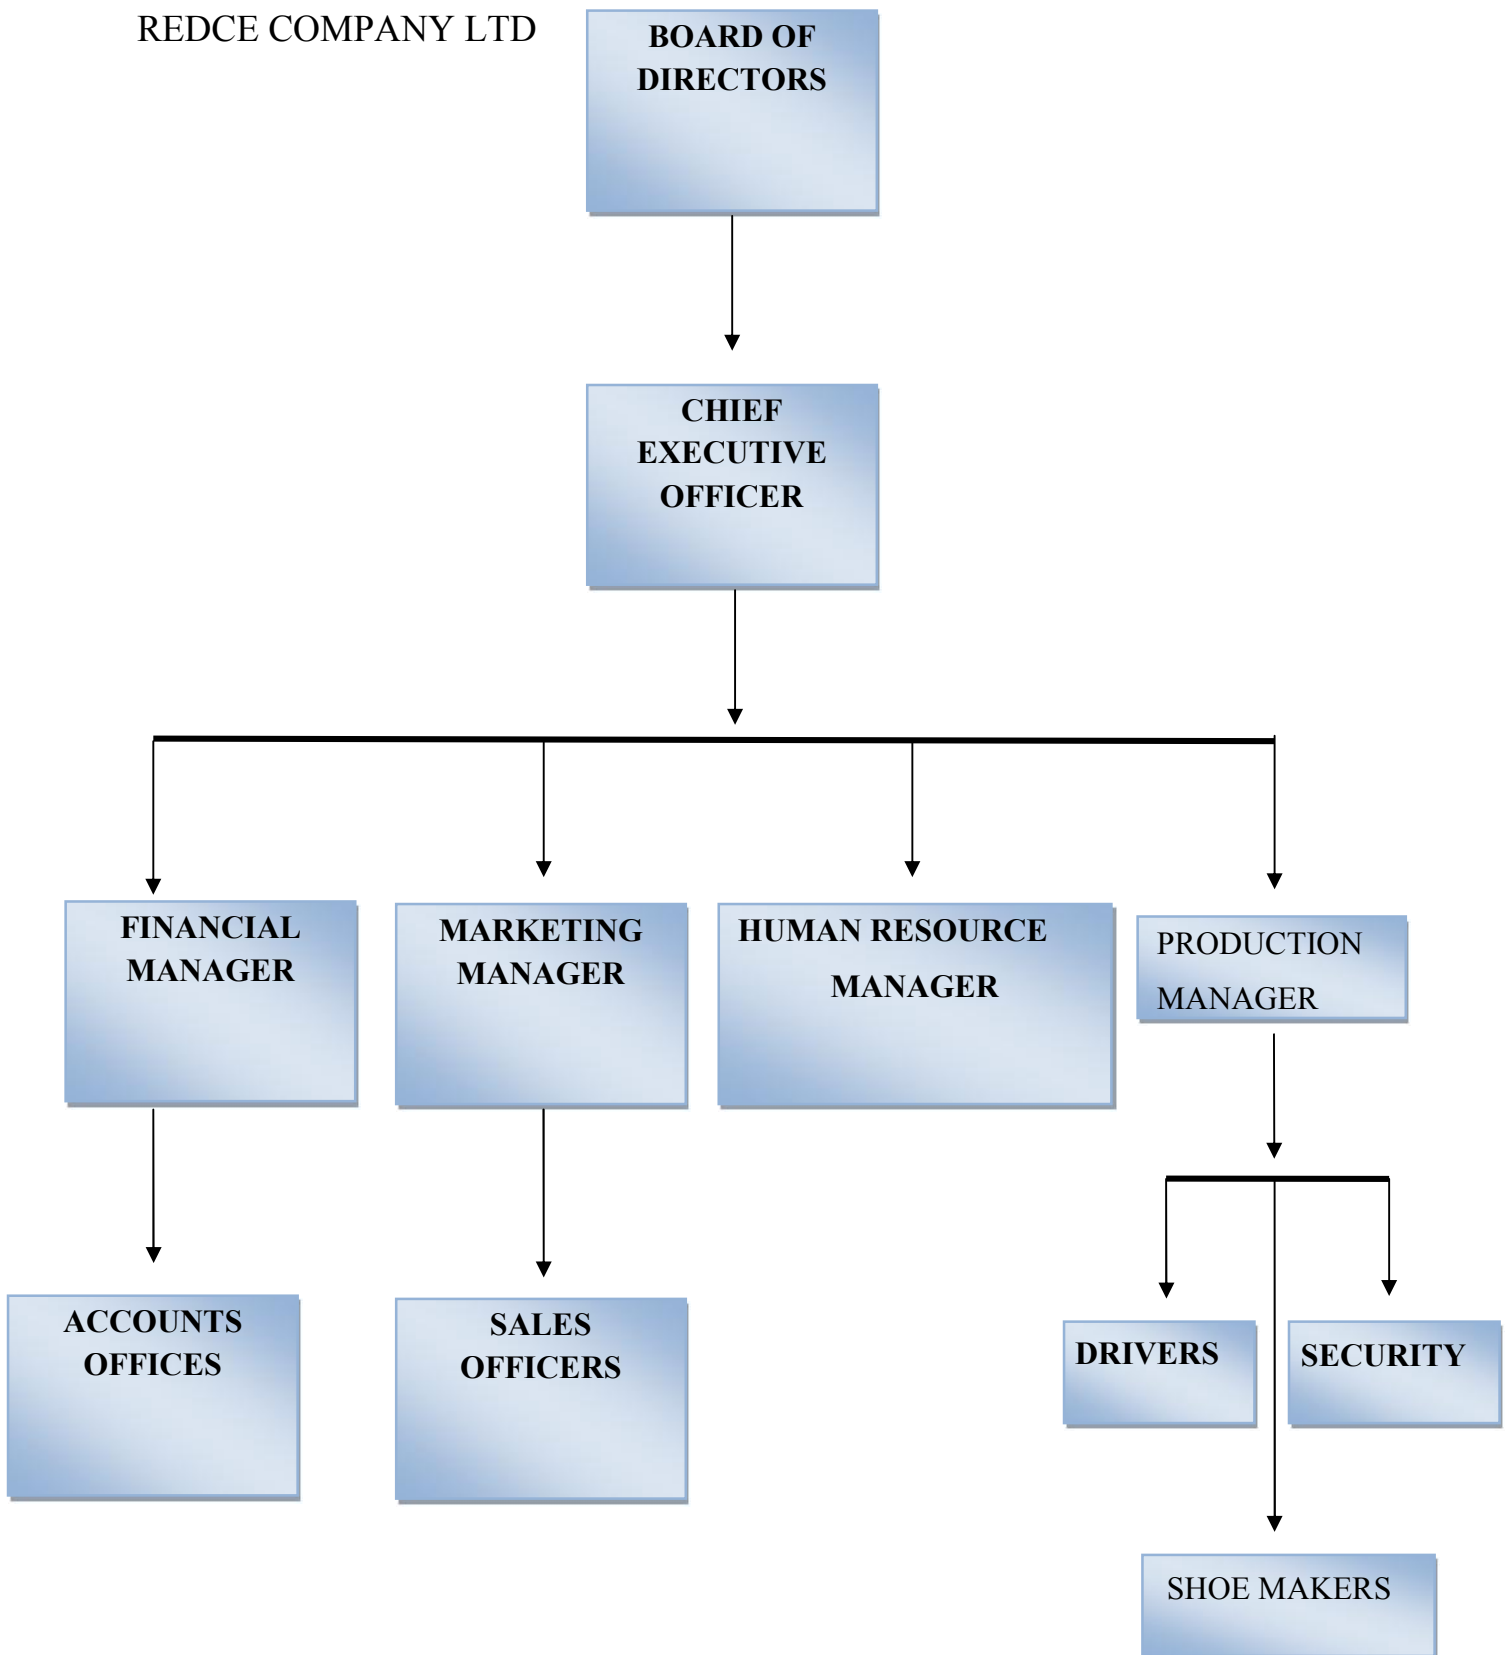 REDCE COMPANY LTD
BOARD OF
DIRECTORS
CHIEF
EXECUTIVE
OFFICER
FINANCIAL
MANAGER
MARKETING
MANAGER
HUMAN RESOURCE
MANAGER
PRODUCTION
MANAGER
ACCOUNTS
OFFICES
SALES
OFFICERS
DRIVERS
SECURITY
SHOE MAKERS